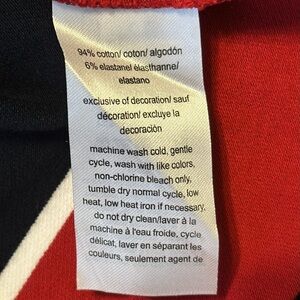 94% cotton/ coton/ algodón
6% elastane/ élasthanne/
elastano
exclusive of decoration/ sauf
décoration/ excluye la
decoración
machine wash cold, gentle
cycle, wash with like colors,
non-chlorine bleach only,
tumble dry normal cycle, low
heat, low heat iron if necessary,
do not dry clean/laver à la
machine à l'eau froide, cycle
délicat, laver en séparant les
couleurs, seulement agent de